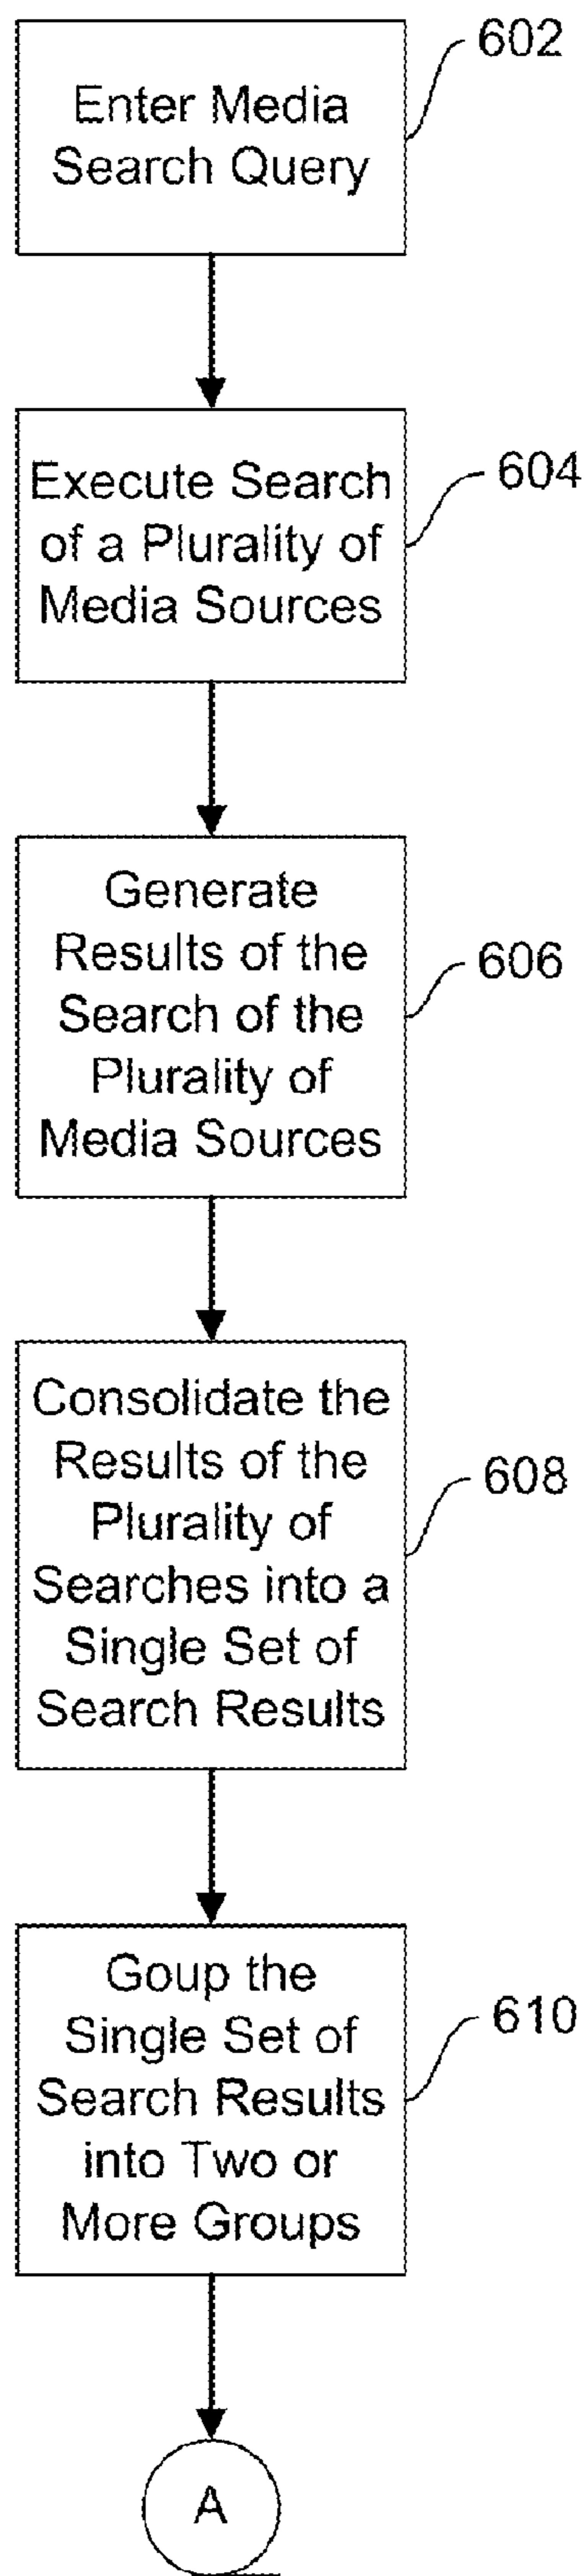 Enter Media
Search Query
602
Execute Search
of a Plurality of
Media Sources
604
Generate
Results of the
Search of the
Plurality of
Media Sources
606
Consolidate the
Results of the
Plurality of
Searches into a
Single Set of
Search Results
608
Goup the
Single Set of
Search Results
into Two or
More Groups
610
A